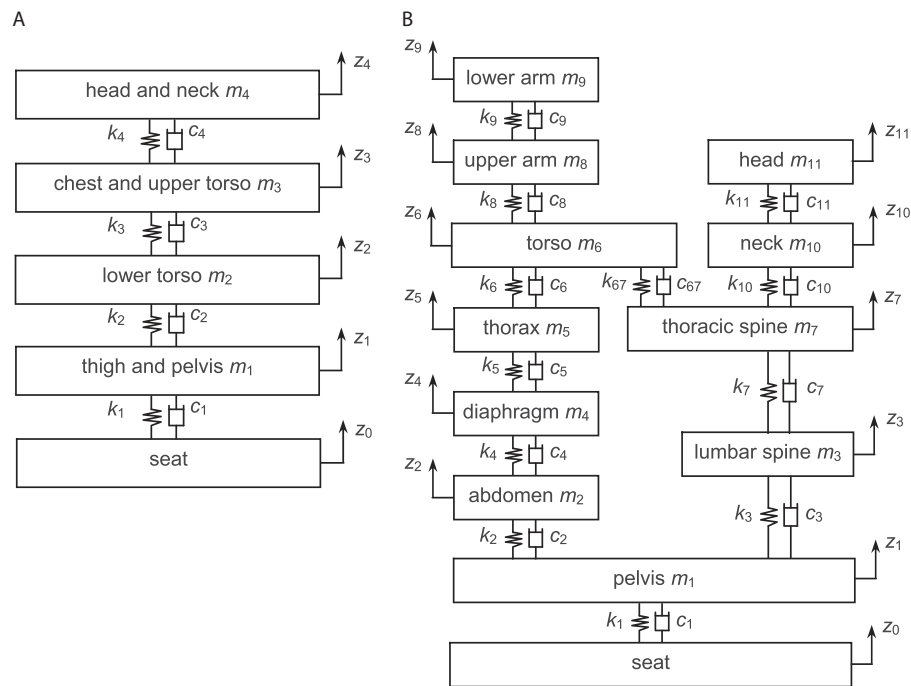 A
z₄
head and neck m₄
k₄ c₄
z₃
chest and upper torso m₃
k₃ c₃
z₂
lower torso m₂
k₂ c₂
z₁
thigh and pelvis m₁
k₁ c₁
z₀
seat
B
z₉
lower arm m₉
k₉ c₉
z₈
upper arm m₈
k₈ c₈
z₆
torso m₆
k₆ c₆
k₆₇ c₆₇
z₅
thorax m₅
k₅ c₅
z₄
diaphragm m₄
k₄ c₄
z₂
abdomen m₂
k₂ c₂
z₁₁
head m₁₁
k₁₁ c₁₁
z₁₀
neck m₁₀
k₁₀ c₁₀
z₇
thoracic spine m₇
k₇ c₇
z₃
lumbar spine m₃
k₃ c₃
z₁
pelvis m₁
k₁ c₁
z₀
seat